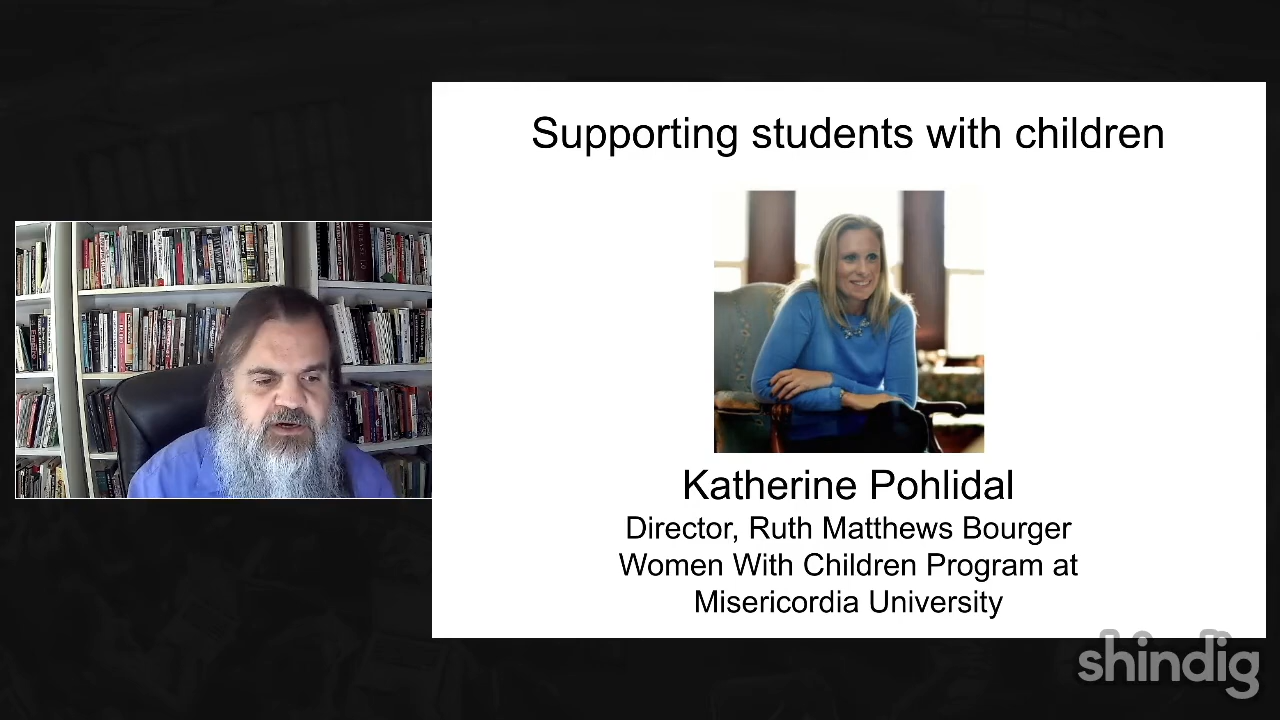 Supporting students with children
Katherine Pohlidal
Director, Ruth Matthews Bourger
Women With Children Program at
Misericordia University
shindig